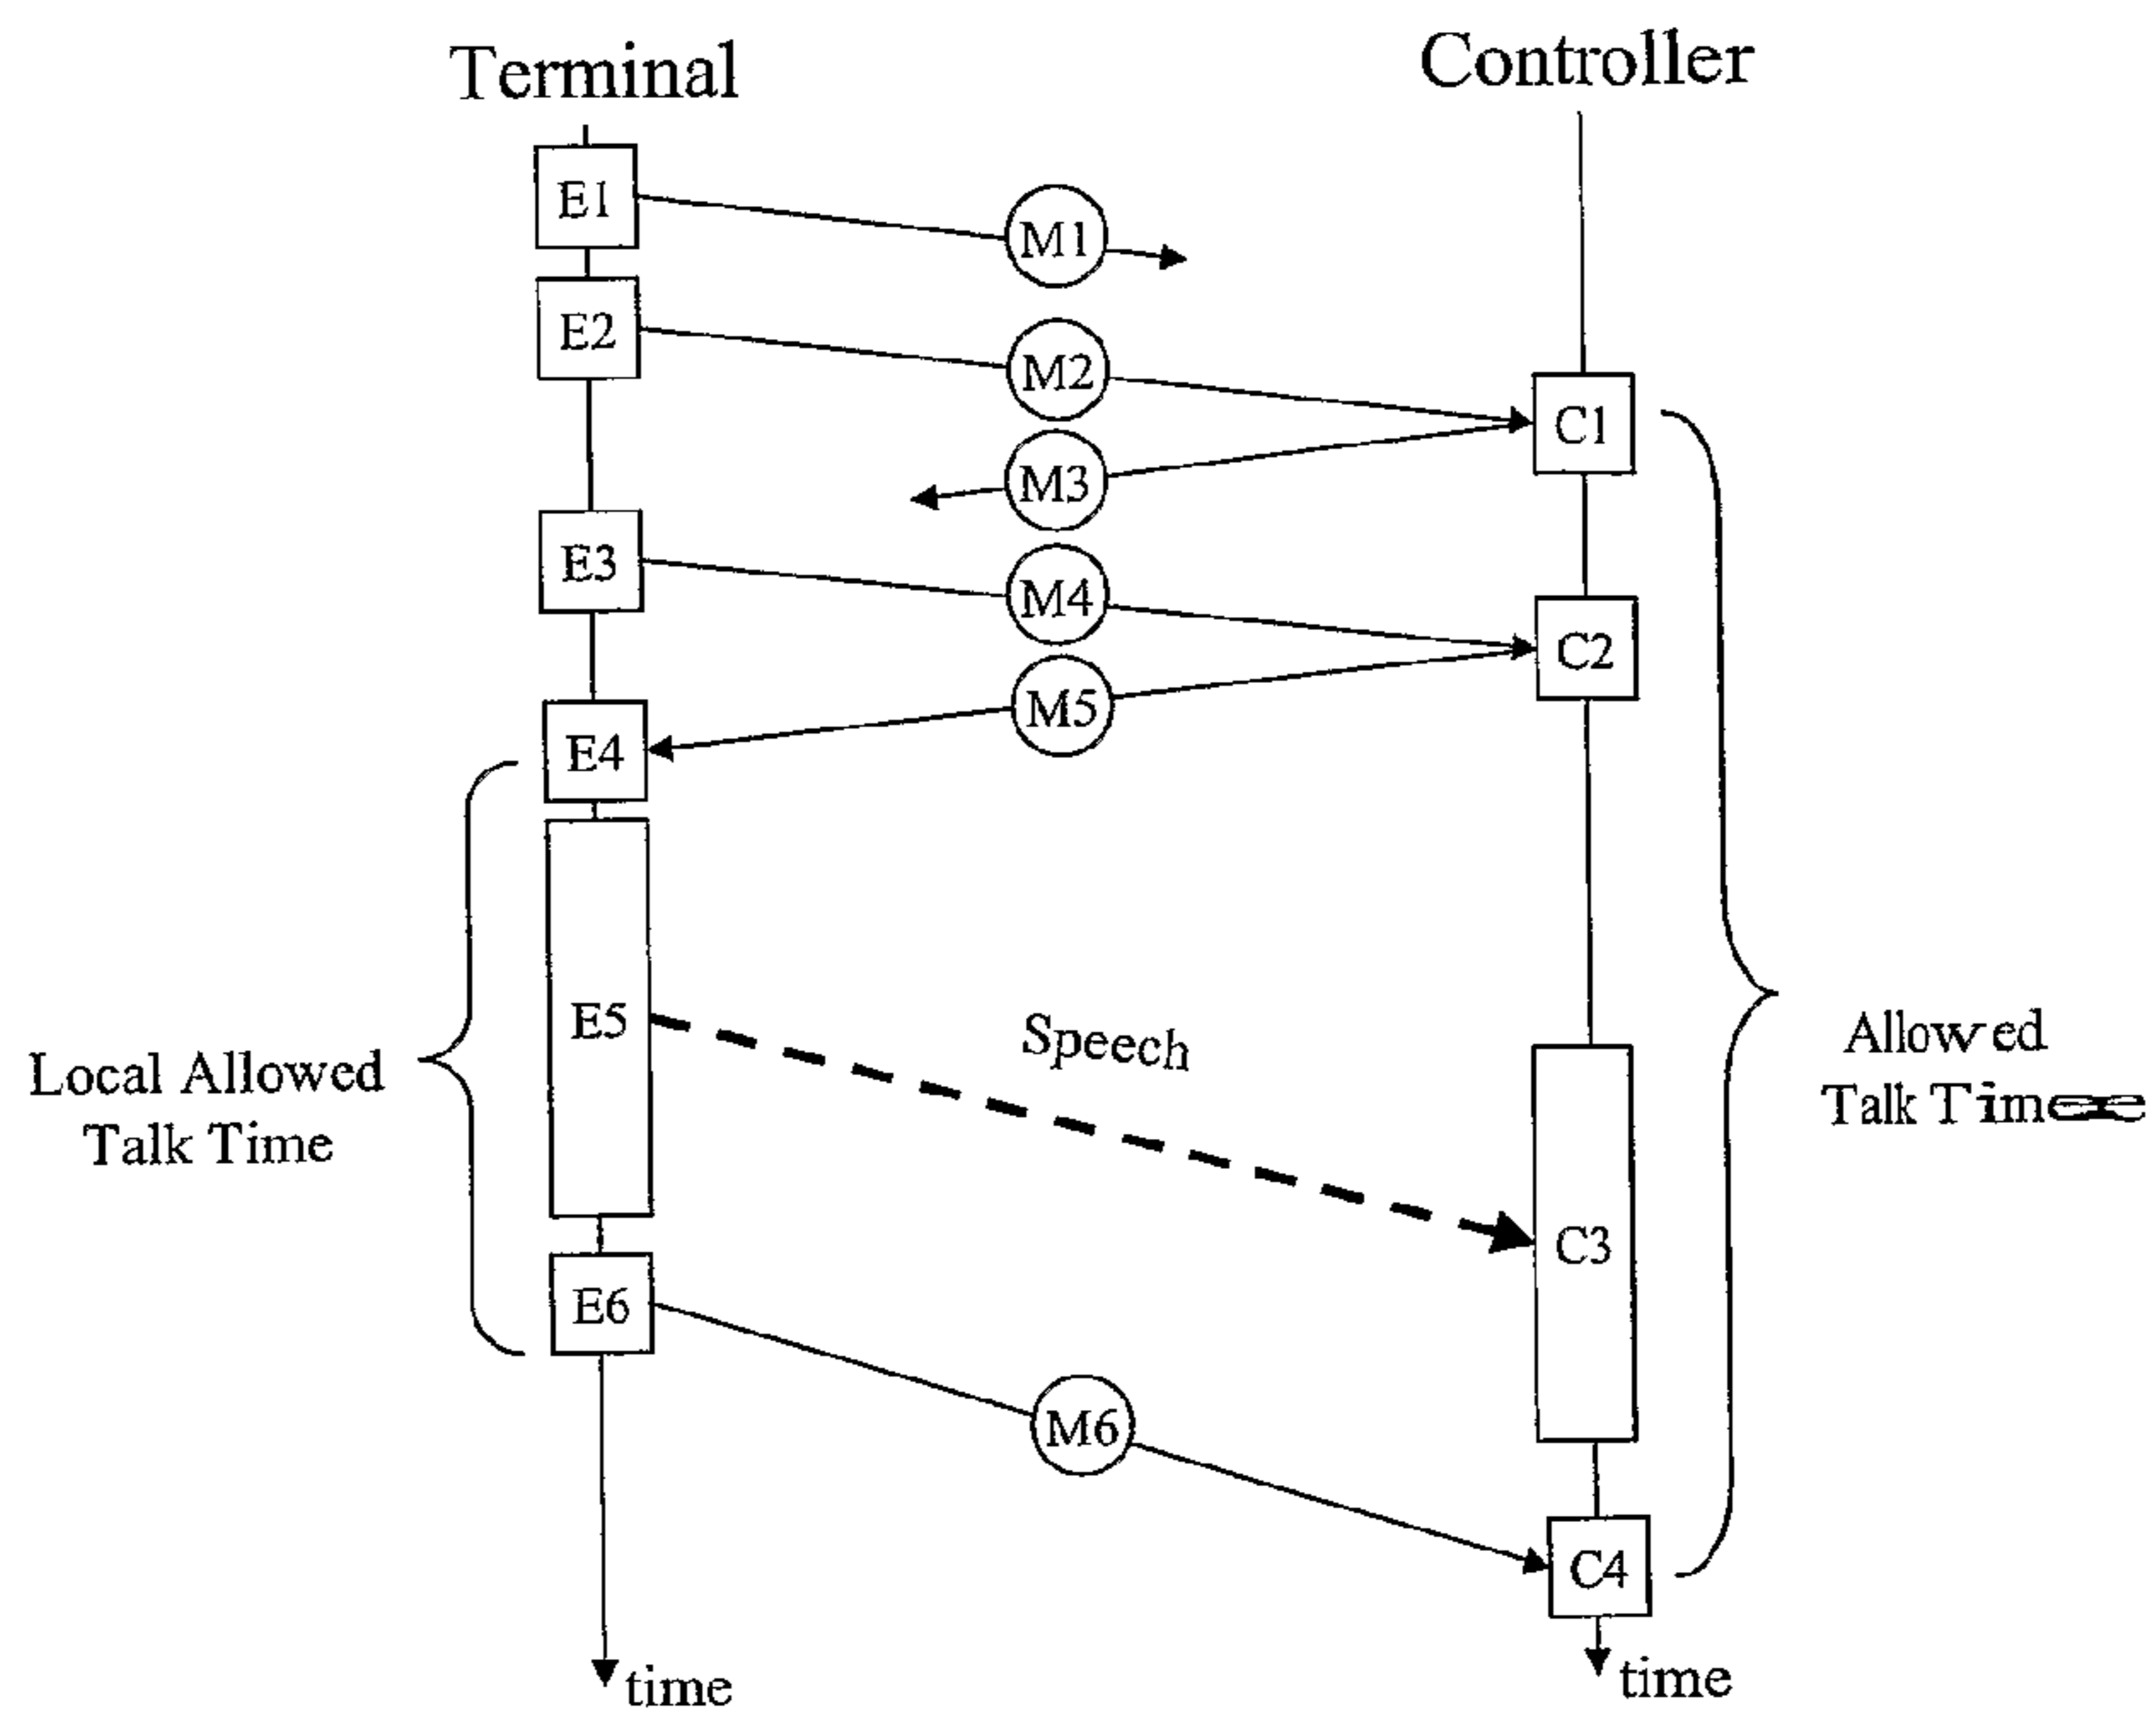 Terminal
Controller
E1
M1
E2
M2
C1
M3
E3
M4
C2
M5
E4
E5
Speech
Allowed
Local Allowed
Talk Time
Talk Time
C3
E6
M6
C4
time
time